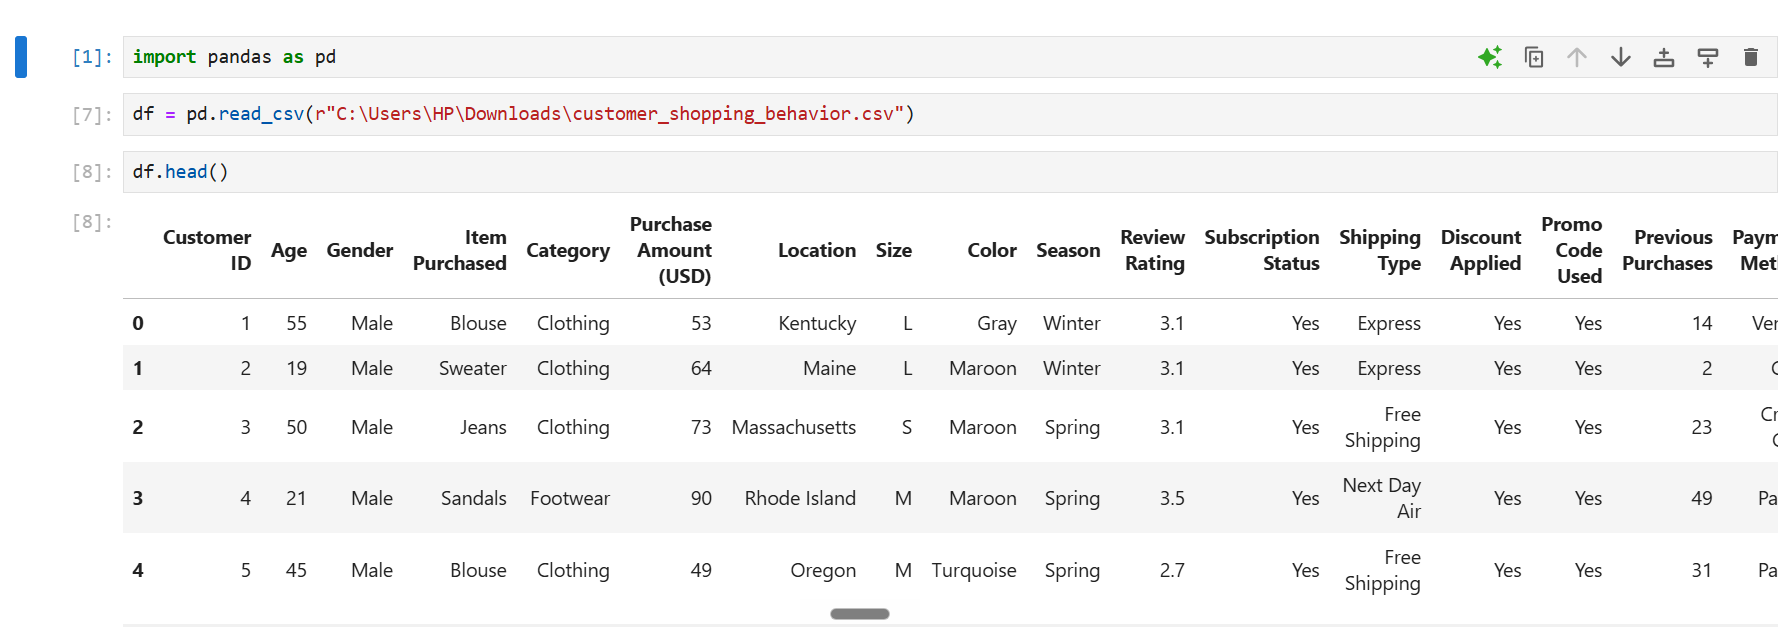 [1]: import pandas as pd
[7]: df = pd.read_csv(r"C:\Users\HP\Downloads\customer_shopping_behavior.csv")
[8]: df.head()
[8]:
Customer ID Age Gender Item Purchased Category Purchase Amount (USD) Location Size Color Season Review Rating Subscription Status Shipping Type Discount Applied Promo Code Used Previous Purchases
0 1 55 Male Blouse Clothing 53 Kentucky L Gray Winter 3.1 Yes Express Yes Yes 14
1 2 19 Male Sweater Clothing 64 Maine L Maroon Winter 3.1 Yes Express Yes Yes 2
2 3 50 Male Jeans Clothing 73 Massachusetts S Maroon Spring 3.1 Yes Free Shipping Yes Yes 23
3 4 21 Male Sandals Footwear 90 Rhode Island M Maroon Spring 3.5 Yes Next Day Air Yes Yes 49
4 5 45 Male Blouse Clothing 49 Oregon M Turquoise Spring 2.7 Yes Free Shipping Yes Yes 31